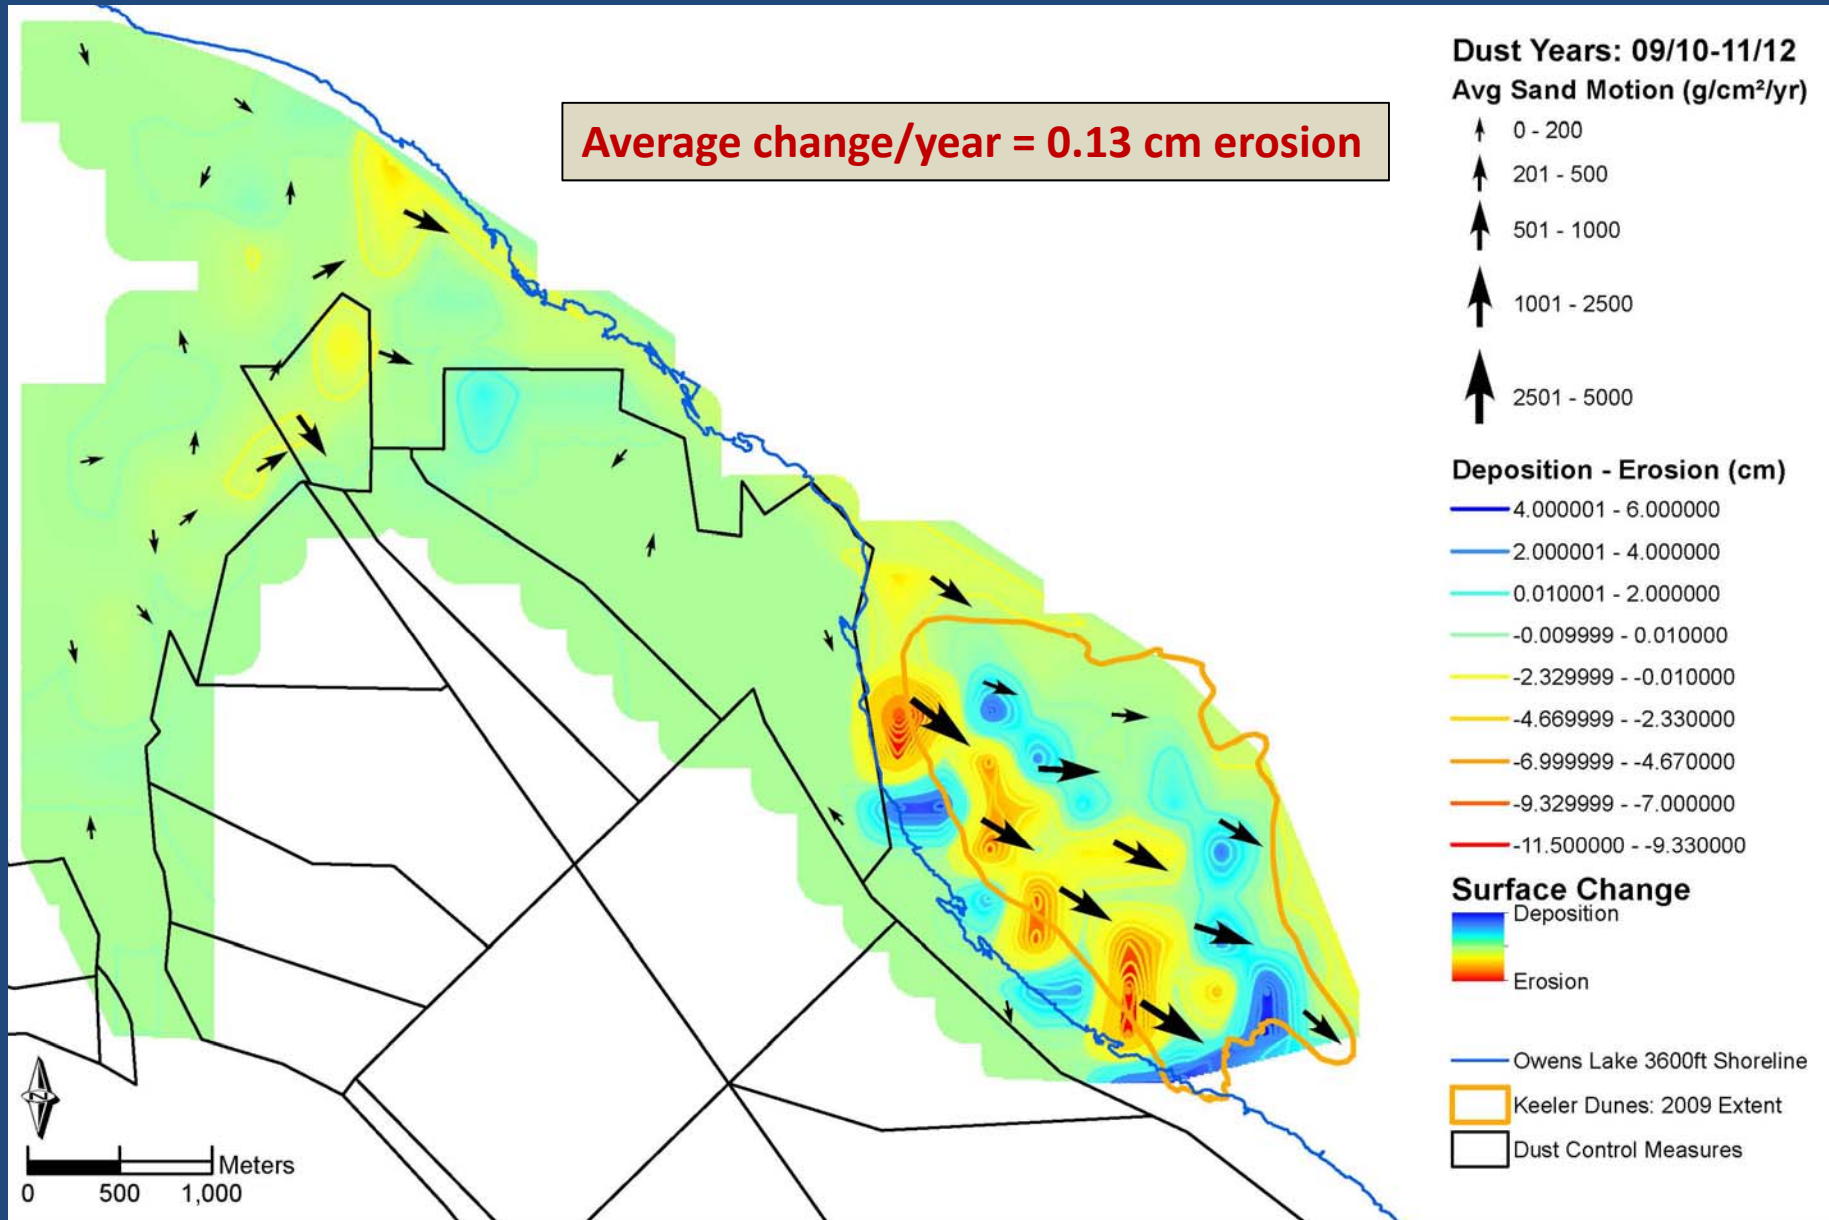 Average change/year = 0.13 cm erosion
Dust Years: 09/10-11/12
Avg Sand Motion (g/cm²/yr)
0 - 200
201 - 500
501 - 1000
1001 - 2500
2501 - 5000
Deposition - Erosion (cm)
4.000001 - 6.000000
2.000001 - 4.000000
0.010001 - 2.000000
-0.009999 - 0.010000
-2.329999 - -0.010000
-4.669999 - -2.330000
-6.999999 - -4.670000
-9.329999 - -7.000000
-11.500000 - -9.330000
Surface Change
Deposition
Erosion
Owens Lake 3600ft Shoreline
Keeler Dunes: 2009 Extent
Dust Control Measures
N
Meters
0 500 1,000